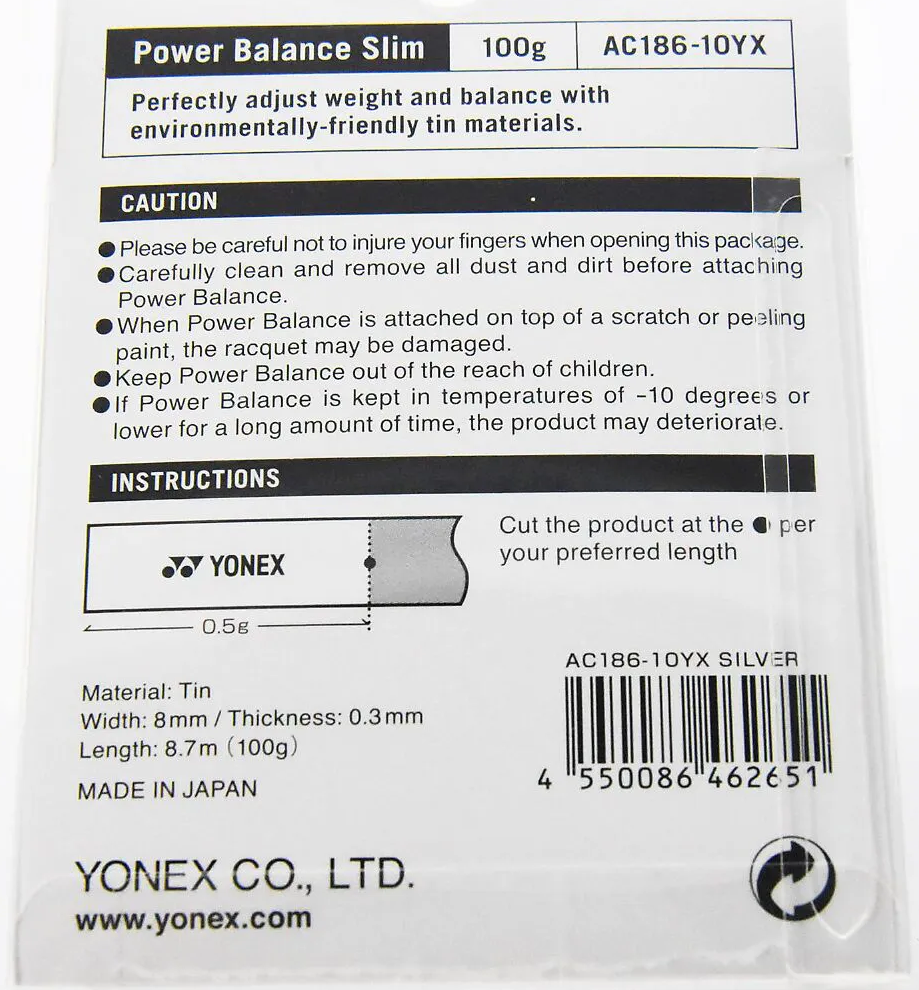 Power Balance Slim 100g AC186-10YX
Perfectly adjust weight and balance with
environmentally-friendly tin materials.
CAUTION
●Please be careful not to injure your fingers when opening this package.
●Carefully clean and remove all dust and dirt before attaching
Power Balance.
●When Power Balance is attached on top of a scratch or peeling
paint, the racquet may be damaged.
●Keep Power Balance out of the reach of children.
●If Power Balance is kept in temperatures of -10 degrees or
lower for a long amount of time, the product may deteriorate.
INSTRUCTIONS
YONEX
0.5g
Cut the product at the ● per
your preferred length
AC186-10YX SILVER
4 550086 462651
Material: Tin
Width: 8mm / Thickness: 0.3mm
Length: 8.7m (100g)
MADE IN JAPAN
YONEX CO., LTD.
www.yonex.com